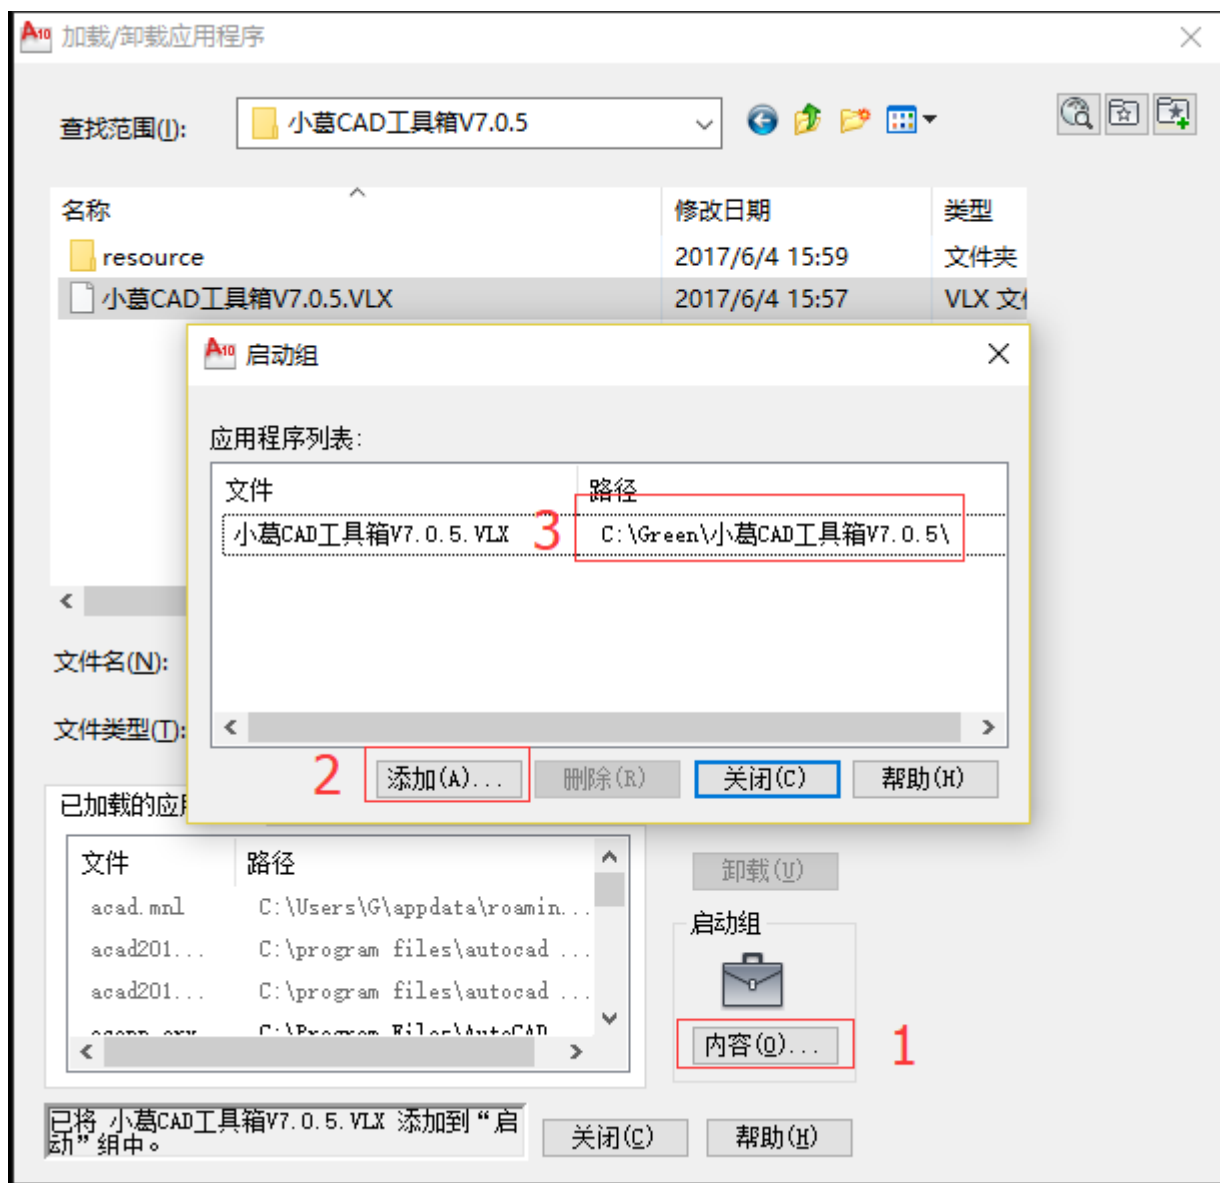 加载/卸载应用程序
查找范围(I): 小葛CAD工具箱V7.0.5
名称 修改日期 类型
resource 2017/6/4 15:59 文件夹
小葛CAD工具箱V7.0.5.VLX 2017/6/4 15:57 VLX 文
启动组
应用程序列表:
文件 路径
小葛CAD工具箱V7.0.5.VLX 3 C:\Green\小葛CAD工具箱V7.0.5\
文件名(N):
文件类型(T):
2 添加(A)... 删除(R) 关闭(C) 帮助(H)
已加载的应
文件 路径
acad.mnl C:\Users\G\appdata\roamin...
acad201... C:\program files\autocad ...
acad201... C:\program files\autocad ...
C:\Program Files\AutoCAD
卸载(U)
启动组
内容(O)... 1
已将 小葛CAD工具箱V7.0.5.VLX 添加到“启
动”组中。
关闭(C) 帮助(H)